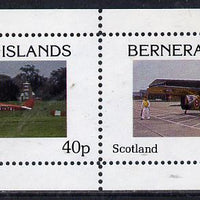 ISLANDS
BERNERA
40p
Scotland